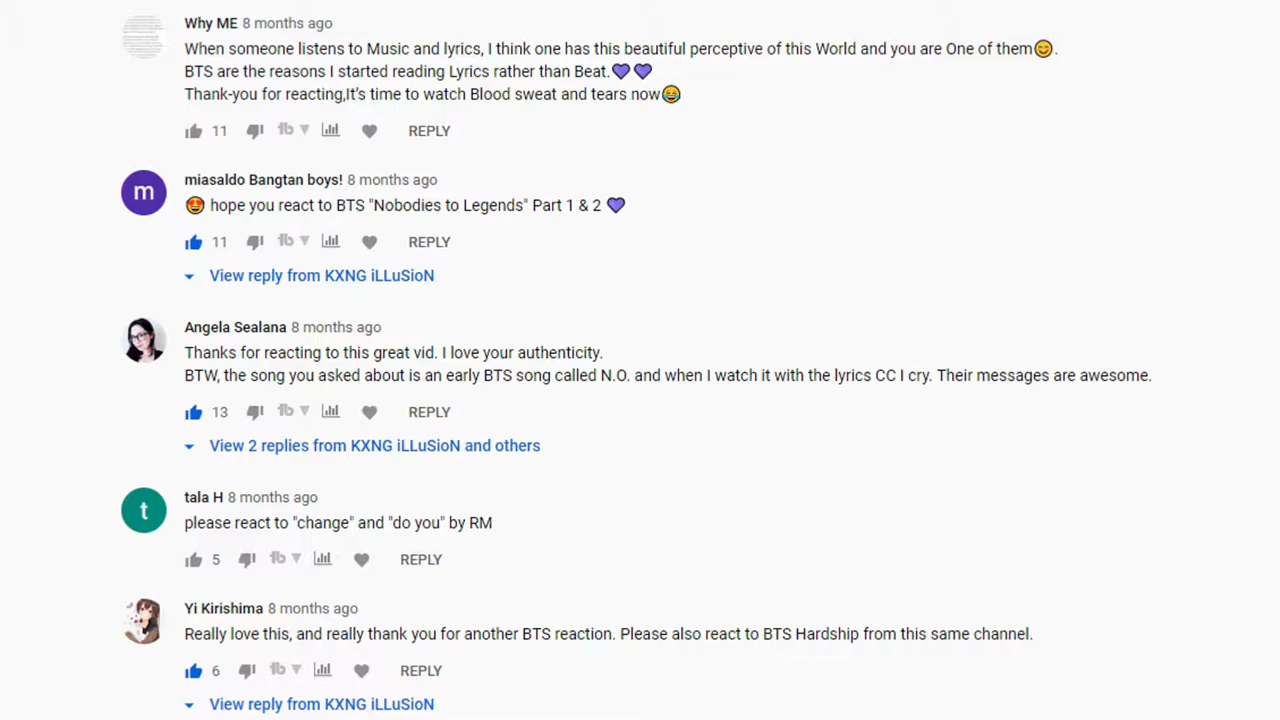 Why ME 8 months ago
When someone listens to Music and lyrics, I think one has this beautiful perceptive of this World and you are One of them😊.
BTS are the reasons I started reading Lyrics rather than Beat.💜💜
Thank-you for reacting,It's time to watch Blood sweat and tears now😂
11 tb REPLY
m
miasaldo Bangtan boys! 8 months ago
😍 hope you react to BTS "Nobodies to Legends" Part 1 & 2 💜
11 tb REPLY
View reply from KXNG iLLuSioN
Angela Sealana 8 months ago
Thanks for reacting to this great vid. I love your authenticity.
BTW, the song you asked about is an early BTS song called N.O. and when I watch it with the lyrics CC I cry. Their messages are awesome.
13 tb REPLY
View 2 replies from KXNG iLLuSioN and others
t
tala H 8 months ago
please react to "change" and "do you" by RM
5 tb REPLY
Yi Kirishima 8 months ago
Really love this, and really thank you for another BTS reaction. Please also react to BTS Hardship from this same channel.
6 tb REPLY
View reply from KXNG iLLuSioN